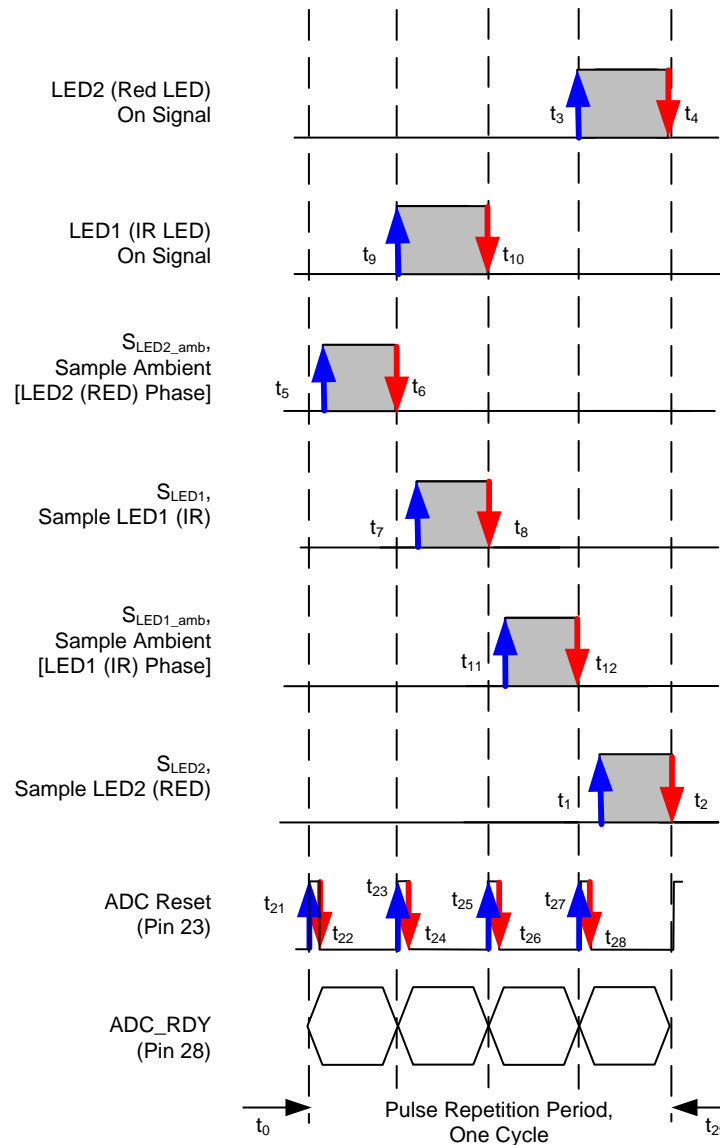 LED2 (Red LED)
On Signal
t3
t4
LED1 (IR LED)
On Signal
t9
t10
SLED2_amb,
Sample Ambient
[LED2 (RED) Phase]
t5
t6
SLED1,
Sample LED1 (IR)
t7
t8
SLED1_amb,
Sample Ambient
[LED1 (IR) Phase]
t11
t12
SLED2,
Sample LED2 (RED)
t1
t2
ADC Reset
(Pin 23)
t21
t22
t23
t24
t25
t26
t27
t28
ADC_RDY
(Pin 28)
t0
Pulse Repetition Period,
One Cycle